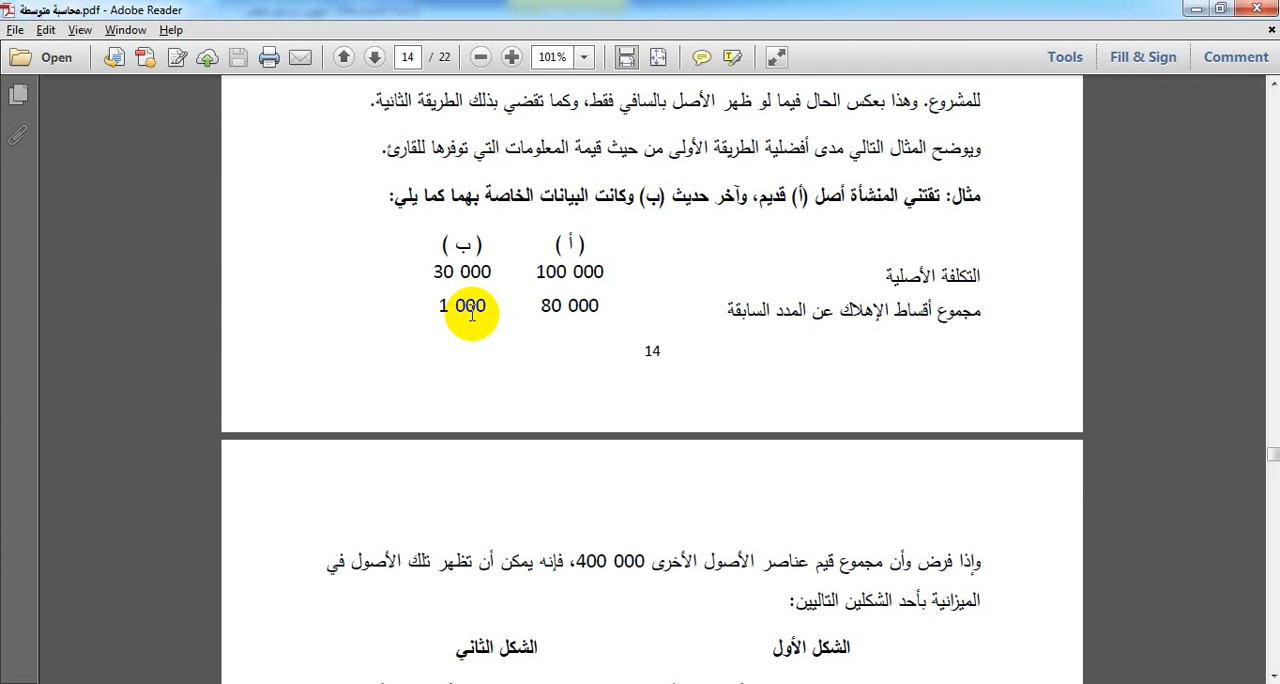 محاسبة متوسطة.pdf - Adobe Reader
File Edit View Window Help
Open 14 / 22 101% Tools Fill & Sign Comment
للمشروع. وهذا بعكس الحال فيما لو ظهر الأصل بالسافي فقط، وكما تقضي بذلك الطريقة الثانية.
ويوضح المثال التالي مدى أفضلية الطريقة الأولى من حيث قيمة المعلومات التي توفرها للقارئ.
مثال: تقتني المنشأة أصل (أ) قديم، وآخر حديث (ب) وكانت البيانات الخاصة بهما كما يلي:
( أ ) ( ب )
التكلفة الأصلية 100 000 30 000
مجموع أقساط الإهلاك عن المدد السابقة 80 000 1 000
14
وإذا فرض وأن مجموع قيم عناصر الأصول الأخرى 000 400، فإنه يمكن أن تظهر تلك الأصول في
الميزانية بأحد الشكلين التاليين:
الشكل الأول الشكل الثاني